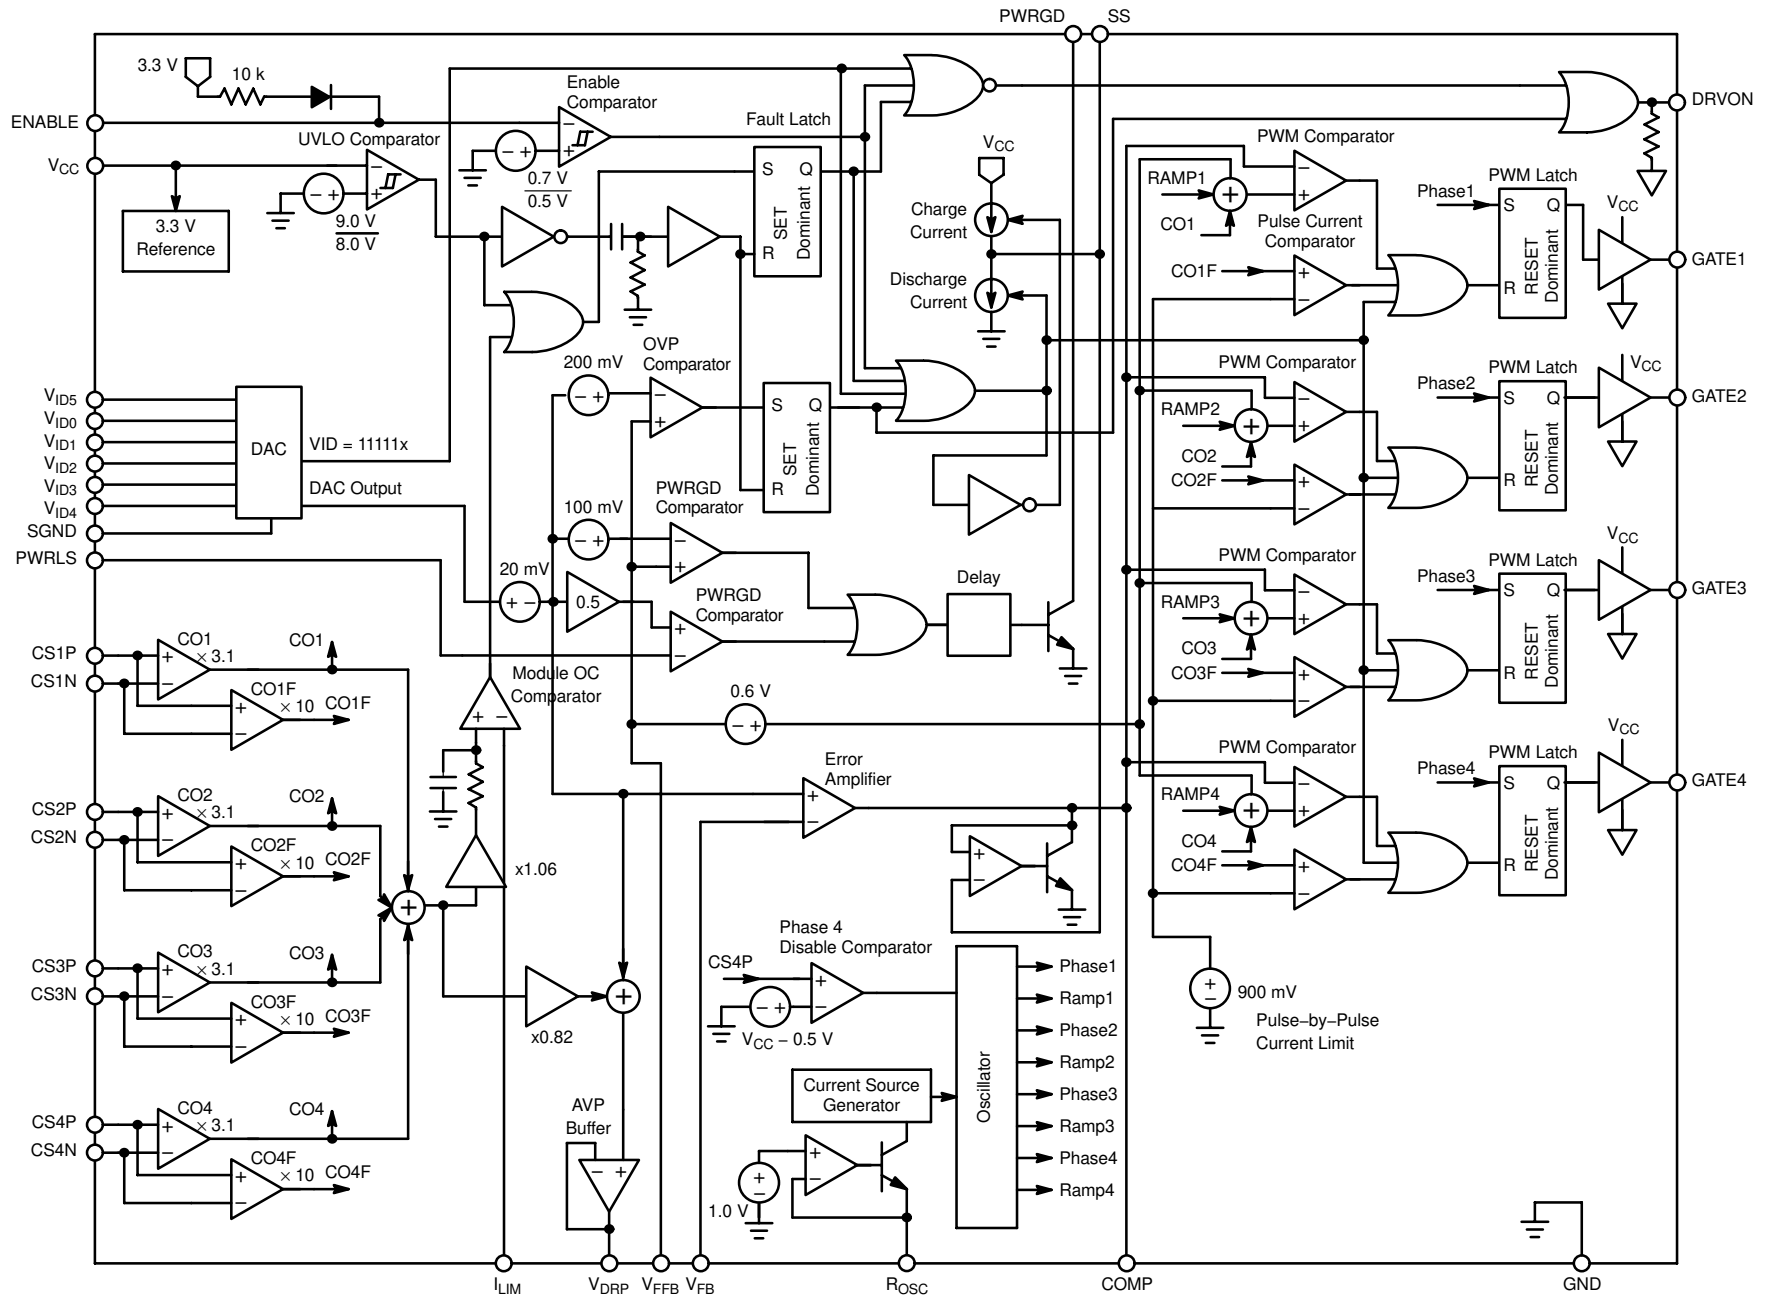 PWRGD SS
3.3 V
10 k
Enable
Comparator
ENABLE
DRVON
UVLO Comparator
Fault Latch
PWM Comparator
VCC
− +
− +
0.7 V
0.5 V
− +
− +
9.0 V
8.0 V
3.3 V
Reference
S Q
R
SET
Dominant
VCC
Charge
Current
Discharge
Current
RAMP1
+
CO1
− +
Pulse Current
Comparator
CO1F
+ −
Phase1
PWM Latch
S Q
R
RESET
Dominant
VCC
GATE1
OVP
Comparator
200 mV
− +
− +
S Q
R
SET
Dominant
PWM Comparator
RAMP2
+
CO2
CO2F
− +
+ −
Phase2
PWM Latch
S Q
R
RESET
Dominant
VCC
GATE2
VID5
VID0
VID1
VID2
VID3
VID4
SGND
PWRLS
DAC
VID = 11111x
DAC Output
PWRGD
Comparator
100 mV
− +
− +
20 mV
+ −
0.5
PWRGD
Comparator
+ −
Delay
PWM Comparator
RAMP3
+
CO3
CO3F
− +
+ −
Phase3
PWM Latch
S Q
R
RESET
Dominant
VCC
GATE3
CS1P
CS1N
CO1
× 3.1
+ −
CO1
CO1F
× 10
+ −
CO1F
Module OC
Comparator
+ −
0.6 V
− +
PWM Comparator
RAMP4
+
CO4
CO4F
− +
+ −
Phase4
PWM Latch
S Q
R
RESET
Dominant
VCC
GATE4
Error
Amplifier
+ −
CS2P
CS2N
CO2
× 3.1
+ −
CO2
CO2F
× 10
+ −
CO2F
x1.06
+
+ −
CS3P
CS3N
CO3
× 3.1
+ −
CO3
CO3F
× 10
+ −
CO3F
x0.82
+
Phase 4
Disable Comparator
CS4P
+ −
− +
VCC − 0.5 V
Oscillator
Phase1
Ramp1
Phase2
Ramp2
Phase3
Ramp3
Phase4
Ramp4
+ −
900 mV
Pulse−by−Pulse
Current Limit
Current Source
Generator
CS4P
CS4N
CO4
× 3.1
+ −
CO4
CO4F
× 10
+ −
CO4F
AVP
Buffer
− +
+ −
1.0 V
+ −
ILIM VDRP VFFB VFB ROSC COMP GND